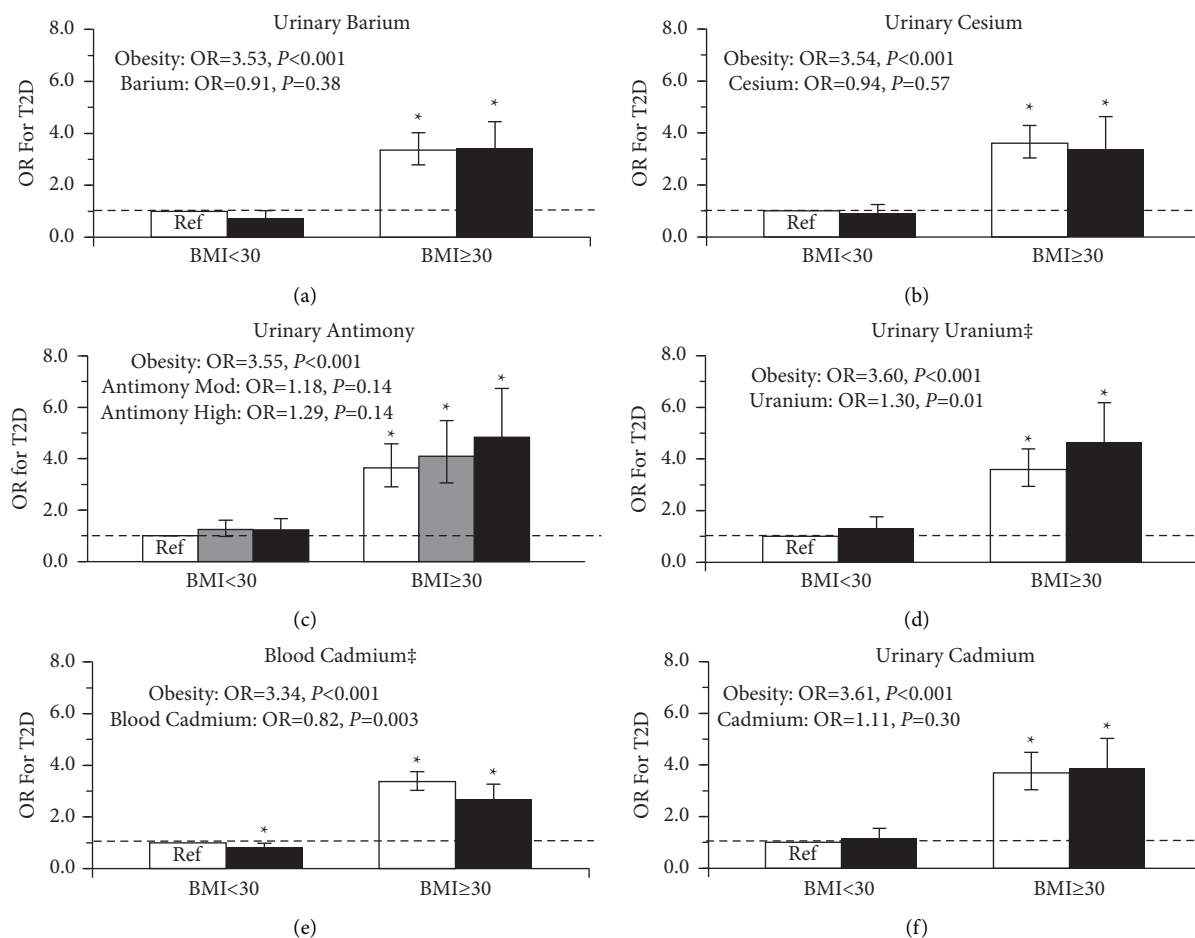 Urinary Barium
Obesity: OR=3.53, P<0.001
Barium: OR=0.91, P=0.38
OR For T2D
8.0
6.0
4.0
2.0
0.0
*
*
Ref
BMI<30
BMI≥30
(a)
Urinary Cesium
Obesity: OR=3.54, P<0.001
Cesium: OR=0.94, P=0.57
OR For T2D
8.0
6.0
4.0
2.0
0.0
*
*
Ref
BMI<30
BMI≥30
(b)
Urinary Antimony
Obesity: OR=3.55, P<0.001
Antimony Mod: OR=1.18, P=0.14
Antimony High: OR=1.29, P=0.14
OR for T2D
8.0
6.0
4.0
2.0
0.0
*
*
*
Ref
BMI<30
BMI≥30
(c)
Urinary Uranium‡
Obesity: OR=3.60, P<0.001
Uranium: OR=1.30, P=0.01
OR For T2D
8.0
6.0
4.0
2.0
0.0
*
*
Ref
BMI<30
BMI≥30
(d)
Blood Cadmium‡
Obesity: OR=3.34, P<0.001
Blood Cadmium: OR=0.82, P=0.003
OR For T2D
8.0
6.0
4.0
2.0
0.0
*
*
*
Ref
BMI<30
BMI≥30
(e)
Urinary Cadmium
Obesity: OR=3.61, P<0.001
Cadmium: OR=1.11, P=0.30
OR For T2D
8.0
6.0
4.0
2.0
0.0
*
*
Ref
BMI<30
BMI≥30
(f)